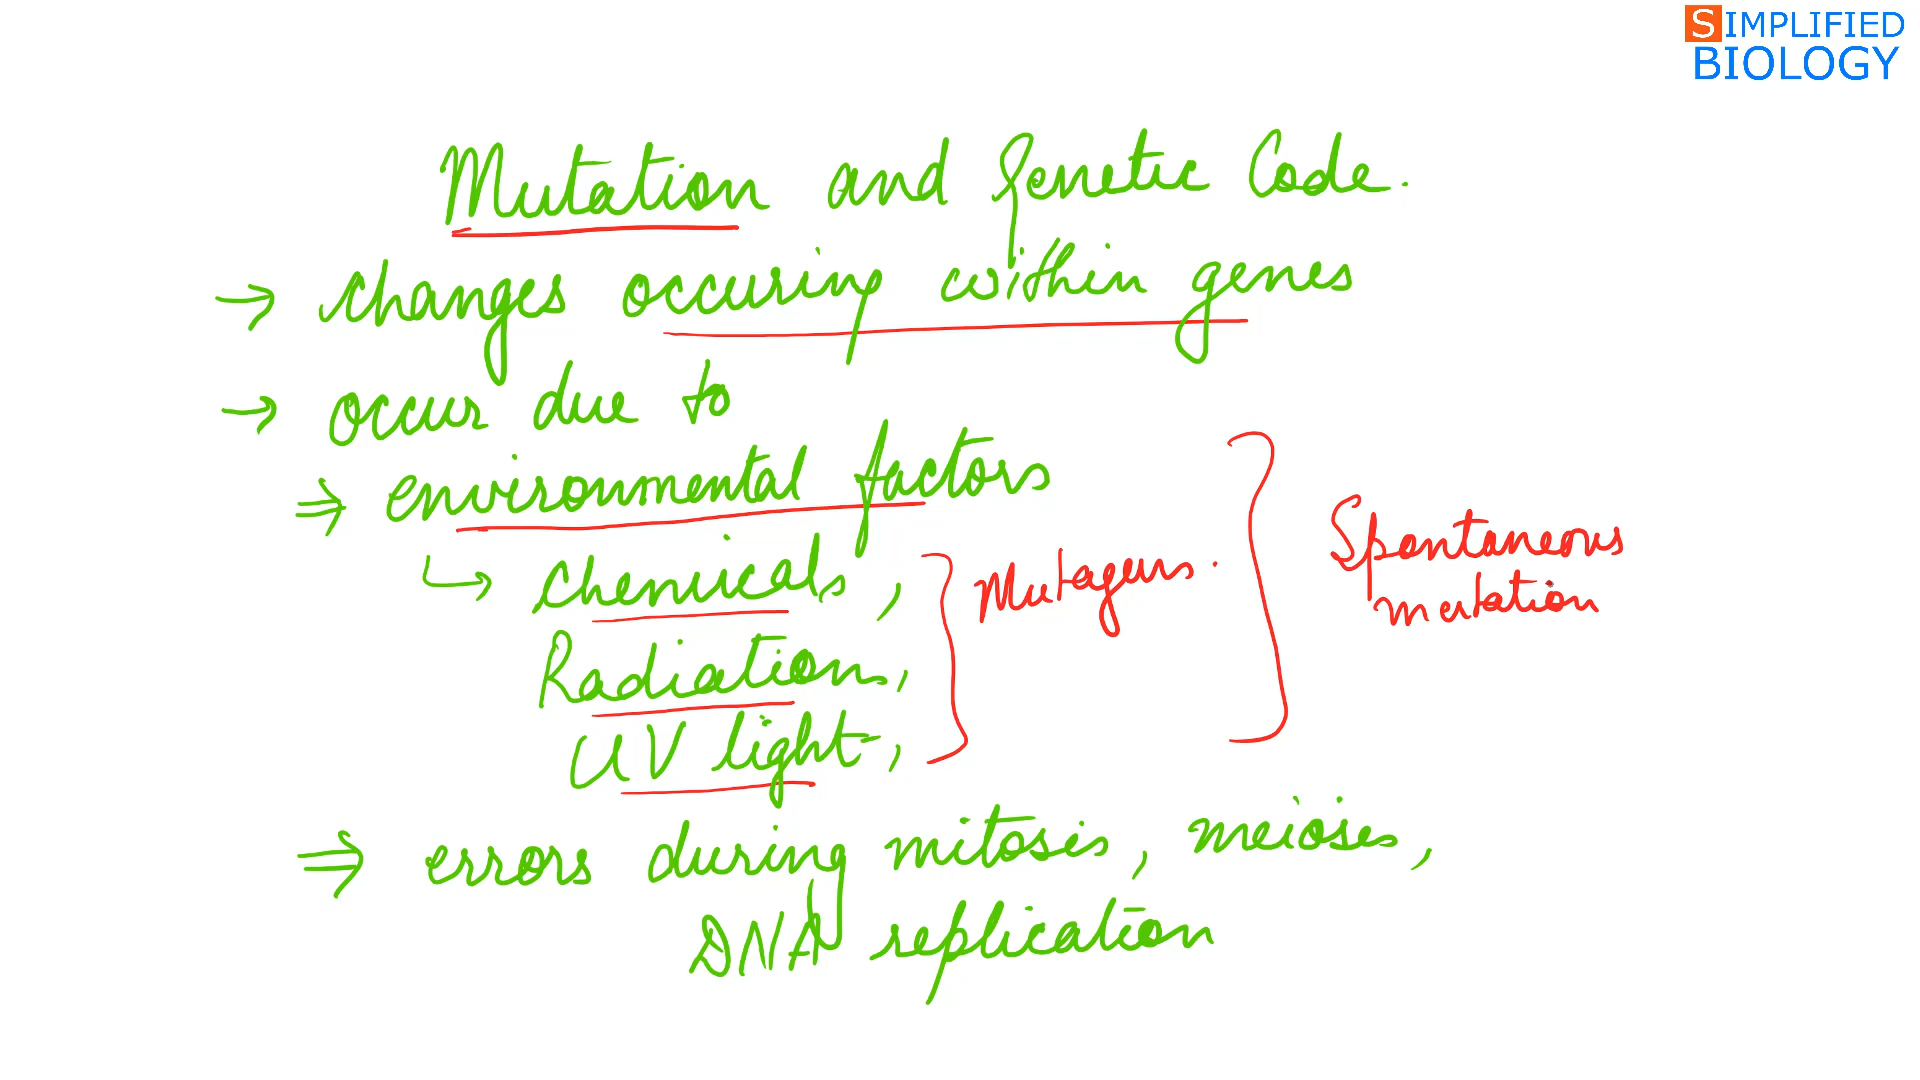 SIMPLIFIED
BIOLOGY
Mutation and Genetic Code.
→ changes occuring within genes
→ occur due to
⇒ environmental factors
↳ chemicals,
Radiations,
UV light,
Mutagens.
Spontaneous
mutation
⇒ errors during mitosis, meioses,
DNA replication